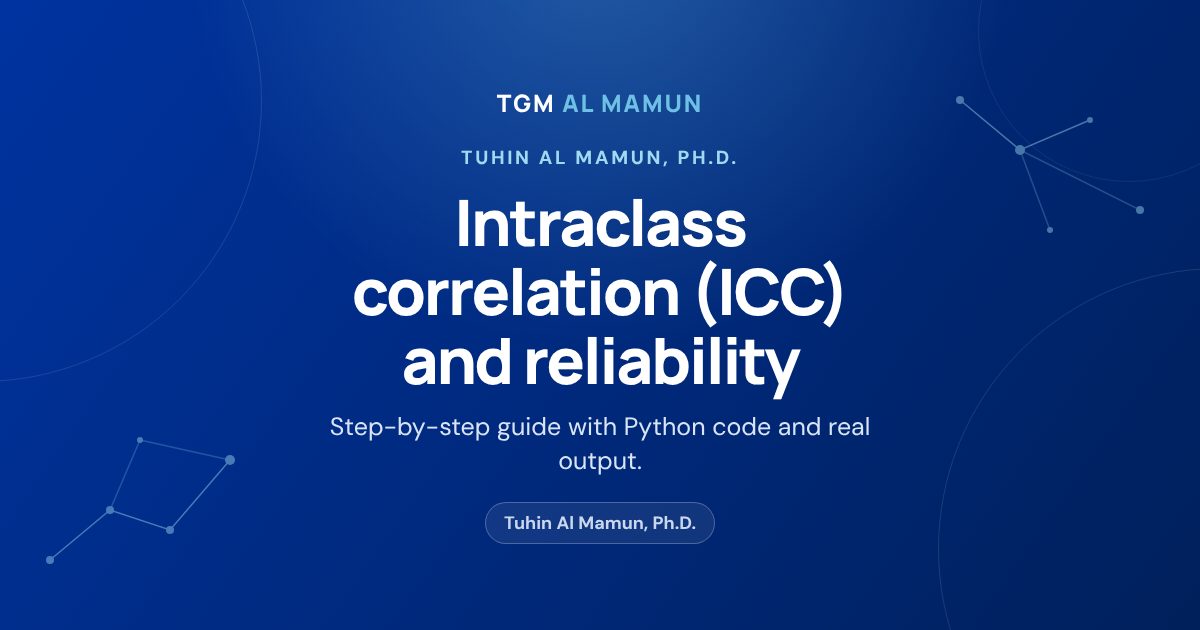 TGM AL MAMUN
TUHIN AL MAMUN, PH.D.
Intraclass
correlation (ICC)
and reliability
Step-by-step guide with Python code and real
output.
Tuhin Al Mamun, Ph.D.